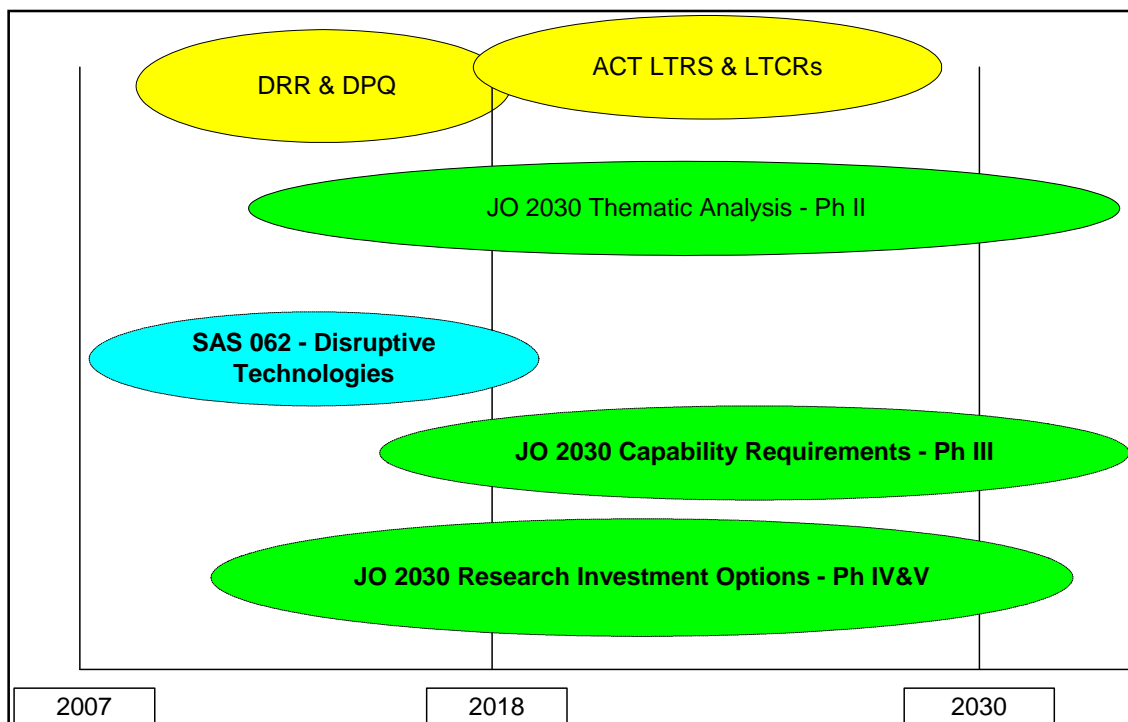 DRR & DPQ
ACT LTRS & LTCRs
JO 2030 Thematic Analysis - Ph II
SAS 062 - Disruptive
Technologies
JO 2030 Capability Requirements - Ph III
JO 2030 Research Investment Options - Ph IV&V
2007
2018
2030